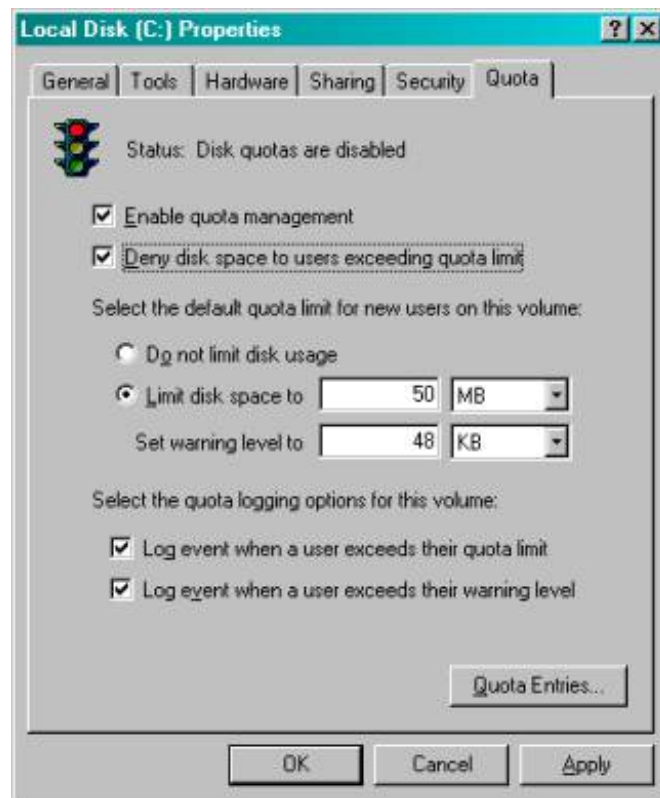 Local Disk (C:) Properties
General Tools Hardware Sharing Security Quota
Status: Disk quotas are disabled
Enable quota management
Deny disk space to users exceeding quota limit
Select the default quota limit for new users on this volume:
Do not limit disk usage
Limit disk space to 50 MB
Set warning level to 48 KB
Select the quota logging options for this volume:
Log event when a user exceeds their quota limit
Log event when a user exceeds their warning level
Quota Entries...
OK Cancel Apply